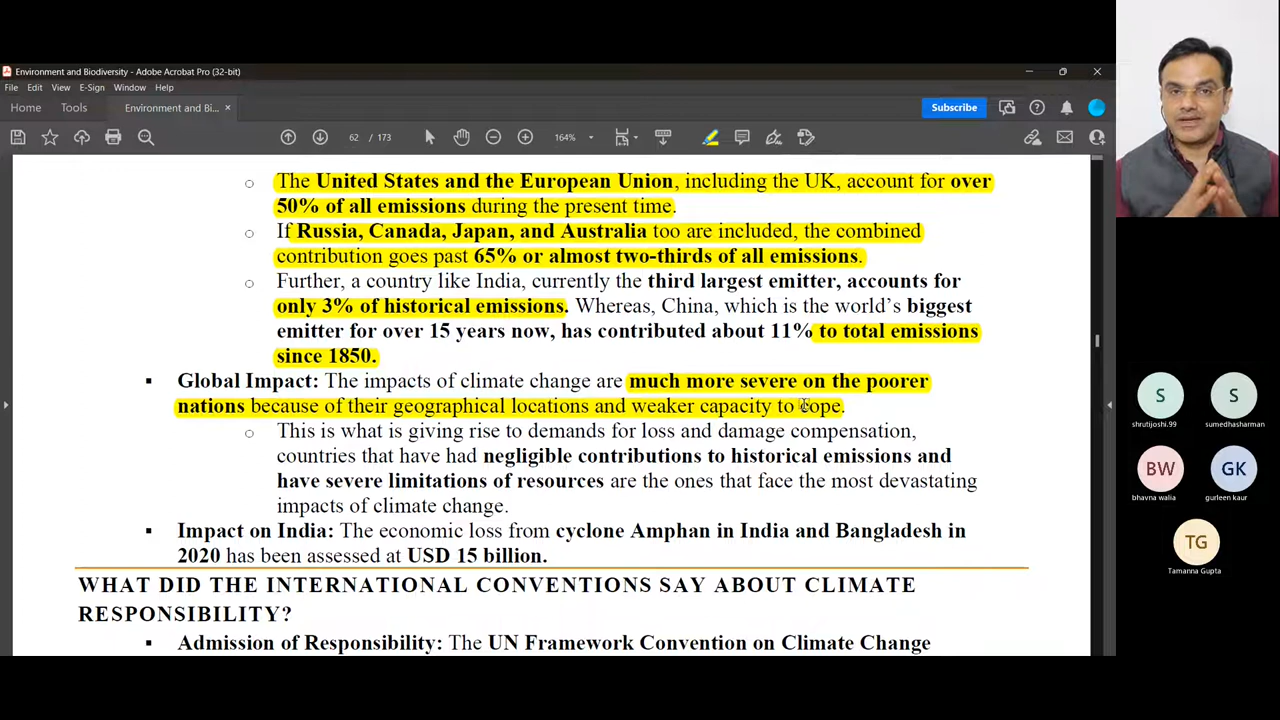 Environment and Biodiversity - Adobe Acrobat Pro (32-bit)
File Edit View E-Sign Window Help
Home Tools Environment and Bi... × Subscribe
62 / 173 164%
The United States and the European Union, including the UK, account for over
50% of all emissions during the present time.
If Russia, Canada, Japan, and Australia too are included, the combined
contribution goes past 65% or almost two-thirds of all emissions.
Further, a country like India, currently the third largest emitter, accounts for
only 3% of historical emissions. Whereas, China, which is the world’s biggest
emitter for over 15 years now, has contributed about 11% to total emissions
since 1850.
Global Impact: The impacts of climate change are much more severe on the poorer
nations because of their geographical locations and weaker capacity to cope.
This is what is giving rise to demands for loss and damage compensation,
countries that have had negligible contributions to historical emissions and
have severe limitations of resources are the ones that face the most devastating
impacts of climate change.
Impact on India: The economic loss from cyclone Amphan in India and Bangladesh in
2020 has been assessed at USD 15 billion.
WHAT DID THE INTERNATIONAL CONVENTIONS SAY ABOUT CLIMATE
RESPONSIBILITY?
Admission of Responsibility: The UN Framework Convention on Climate Change
S S
shrutijoshi.99 sumedhasharman
BW GK
bhavna walia gurleen kaur
TG
Tamanna Gupta